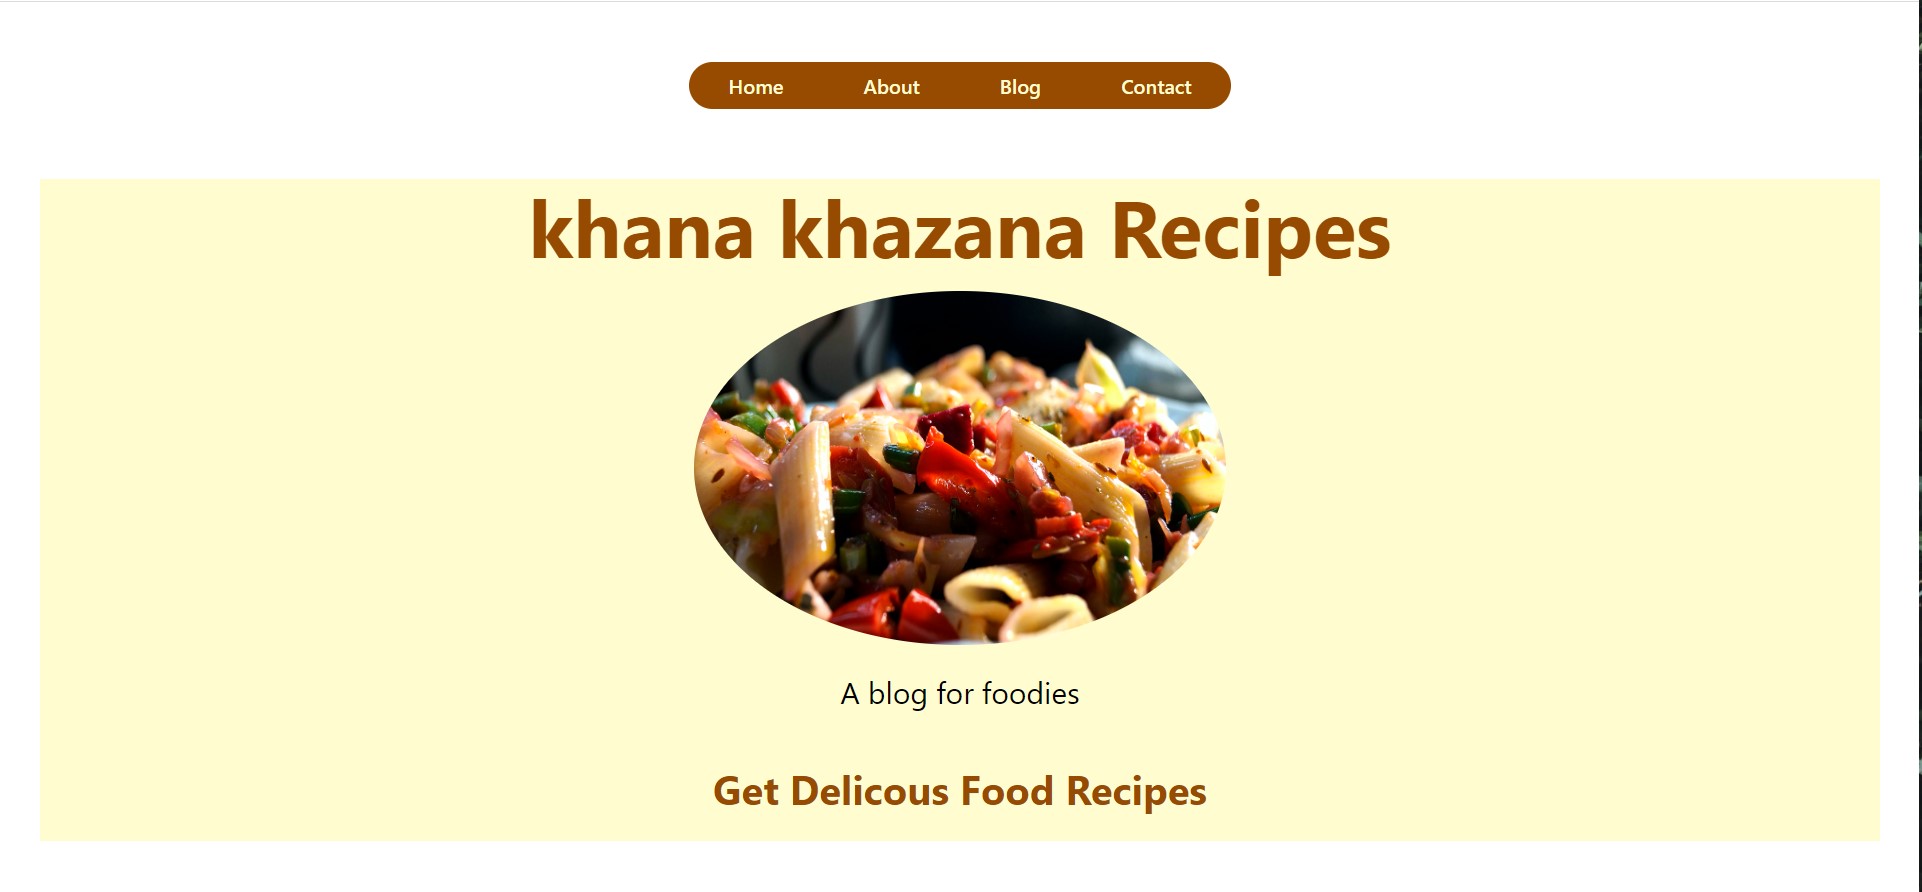 Home About Blog Contact
khana khazana Recipes
A blog for foodies
Get Delicous Food Recipes